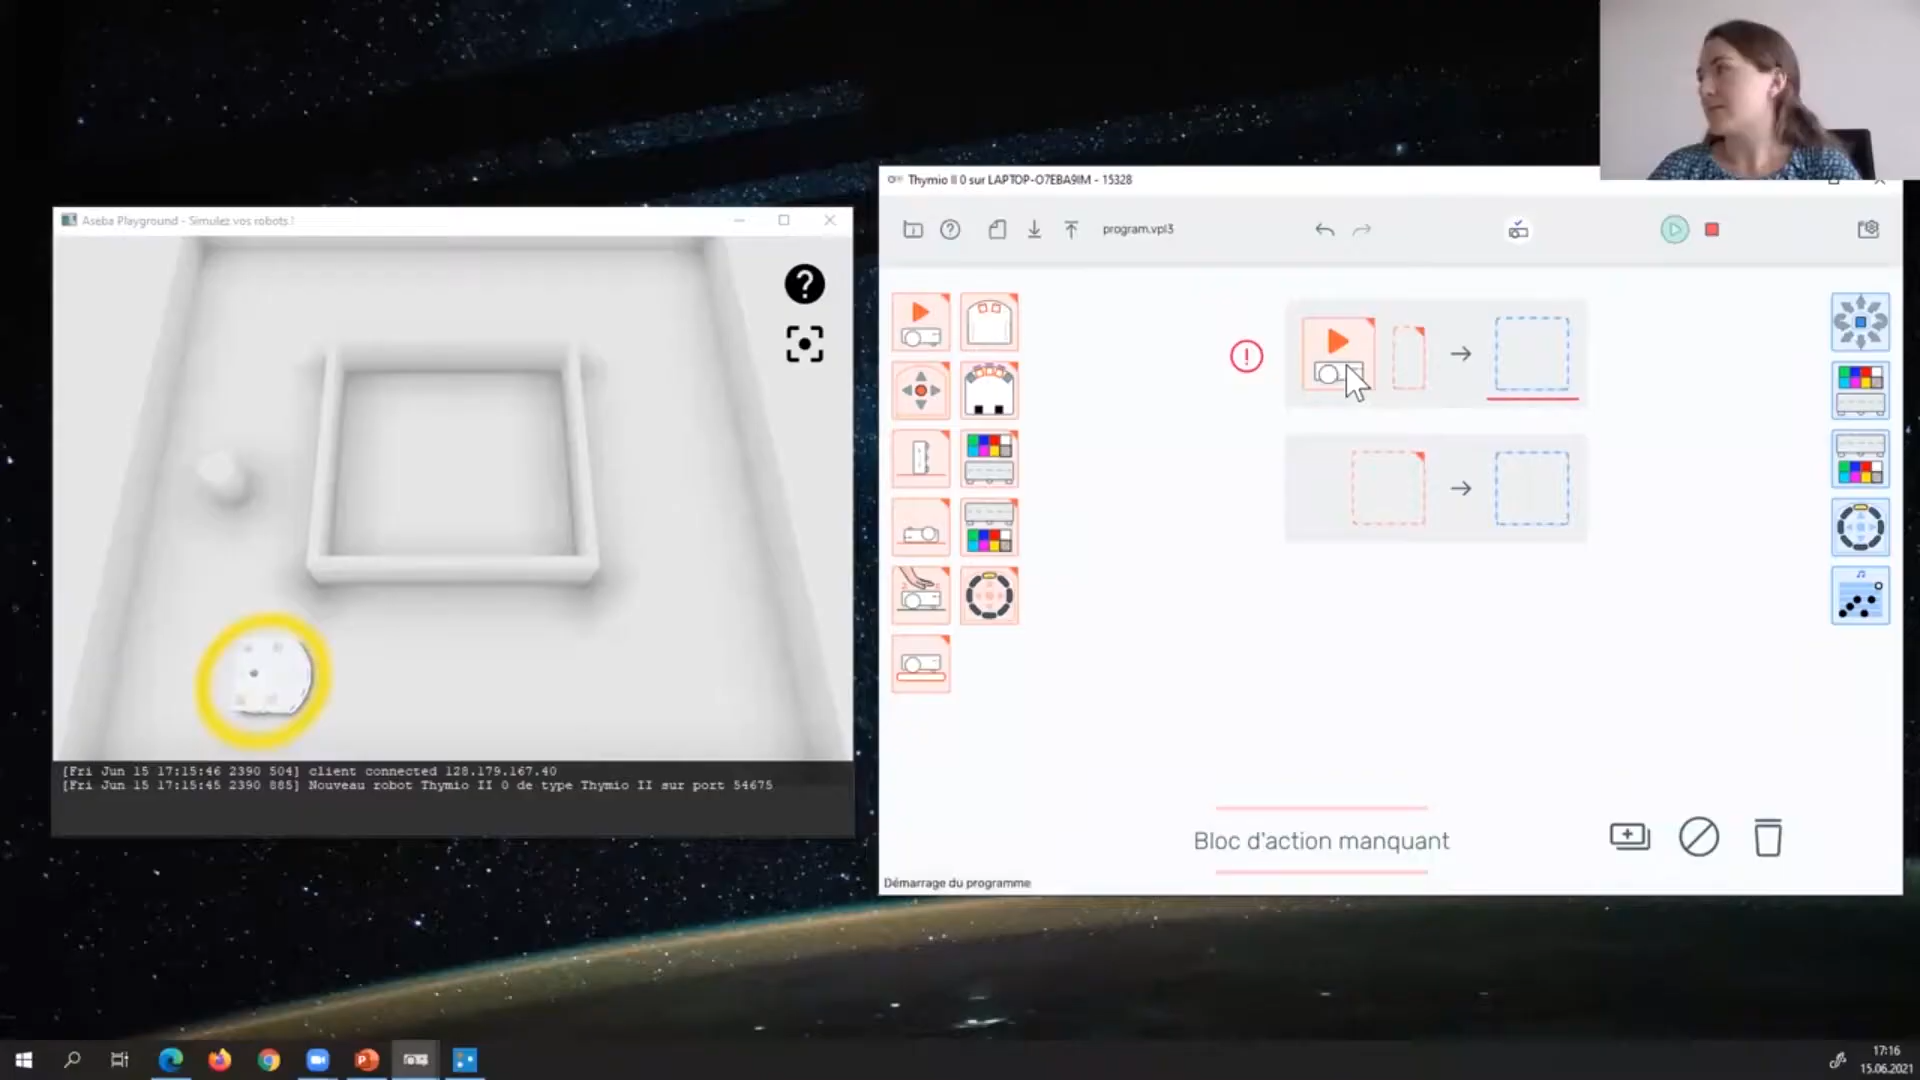 Aseba Playground - Simulez vos robots !
?
[Fri Jun 15 17:15:46 2390 504] client connected 128.179.167.40
[Fri Jun 15 17:15:45 2390 885] Nouveau robot Thymio II 0 de type Thymio II sur port 54675
Thymio II 0 sur LAPTOP-O7EBA9IM - 15328
program.vpl3
!
Bloc d'action manquant
Démarrage du programme
17:16
15.06.2021